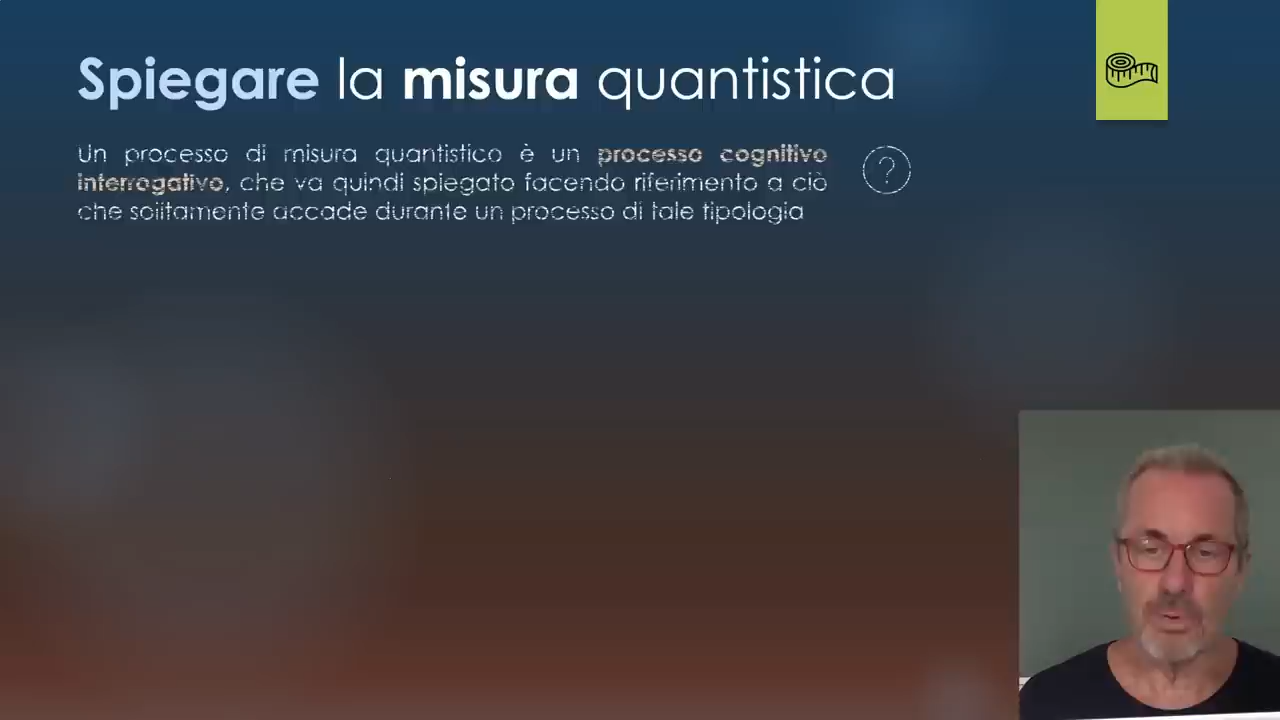 Spiegare la misura quantistica
Un processo di misura quantistico è un processo cognitivo
interrogativo, che va quindi spiegato facendo riferimento a ciò
che solitamente accade durante un processo di tale tipologia
?